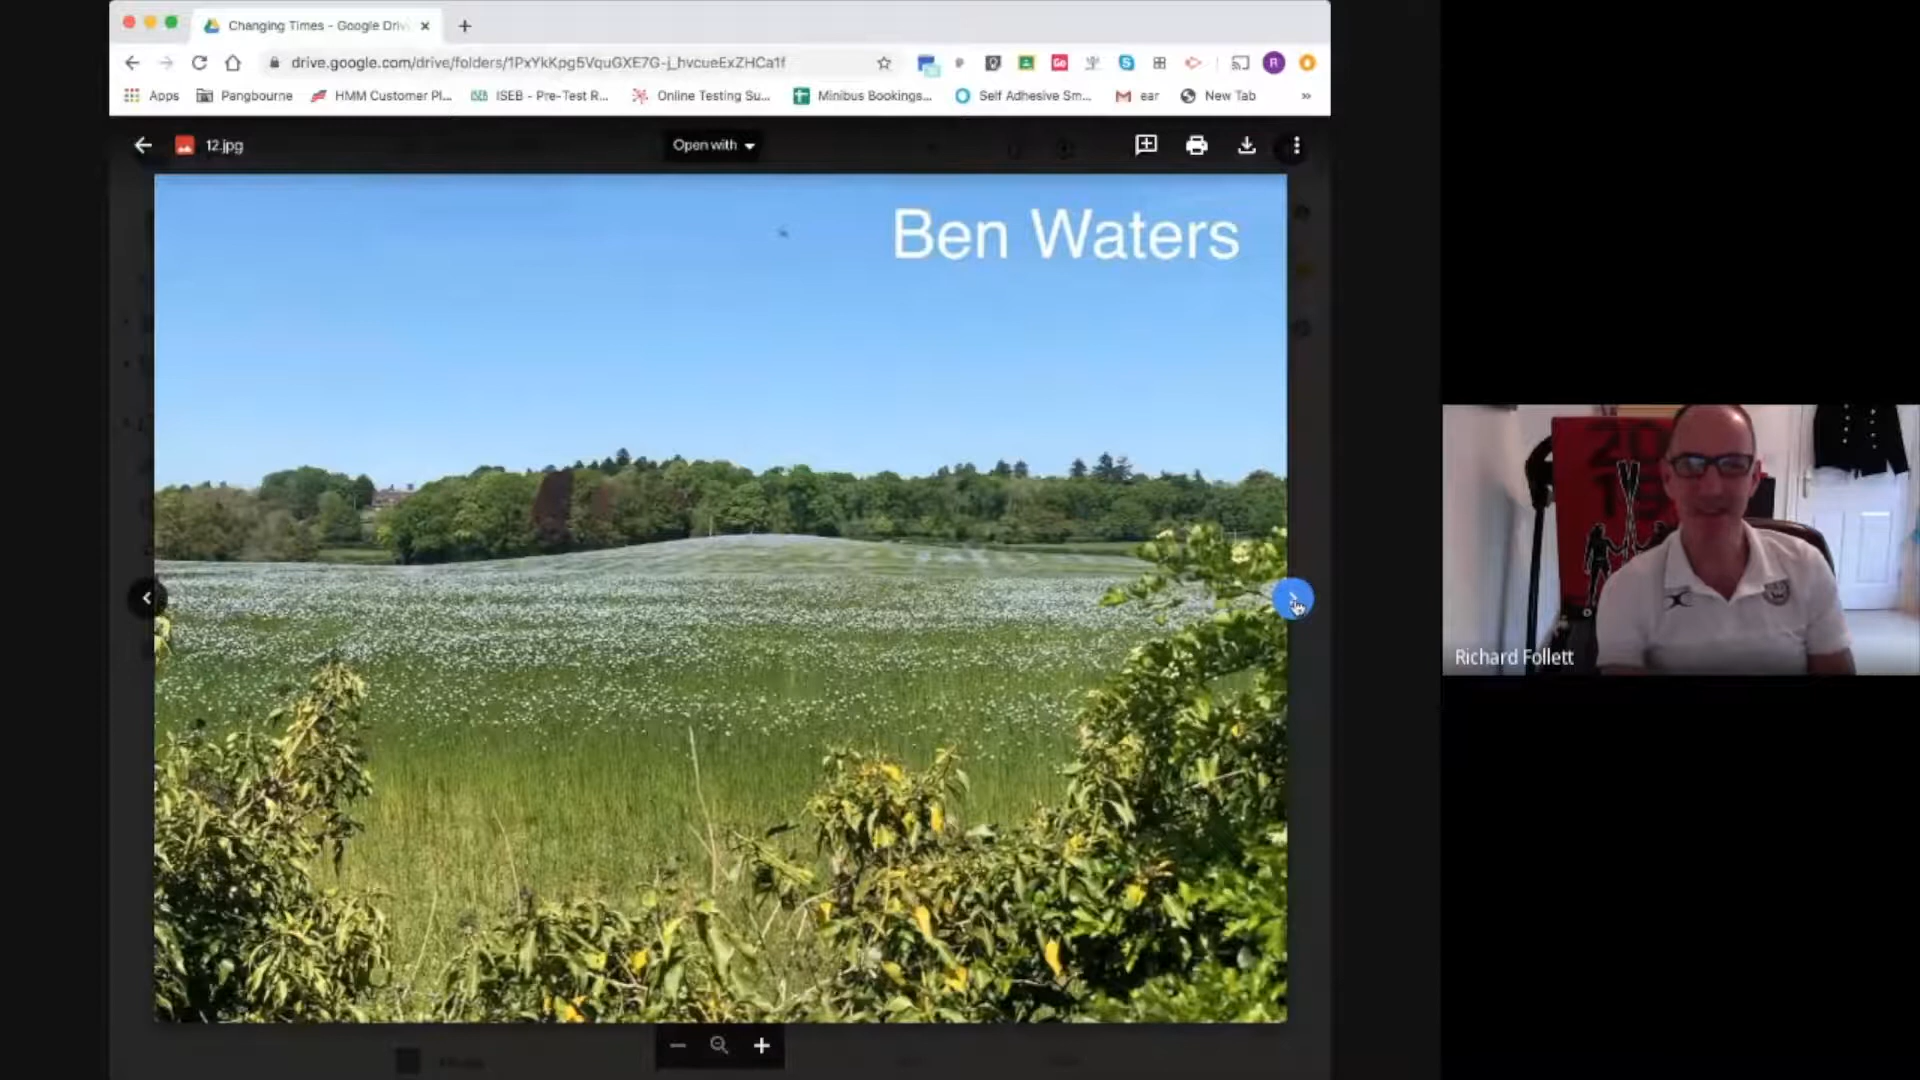 Changing Times - Google Driv
drive.google.com/drive/folders/1PxYkKpg5VquGXE7G-j_hvcueExZHCa1f
Apps
Pangbourne
HMM Customer Pl...
ISEB - Pre-Test R...
Online Testing Su...
Minibus Bookings...
Self Adhesive Sm...
ear
New Tab
»
12.jpg
Open with
Ben Waters
2019
Richard Follett